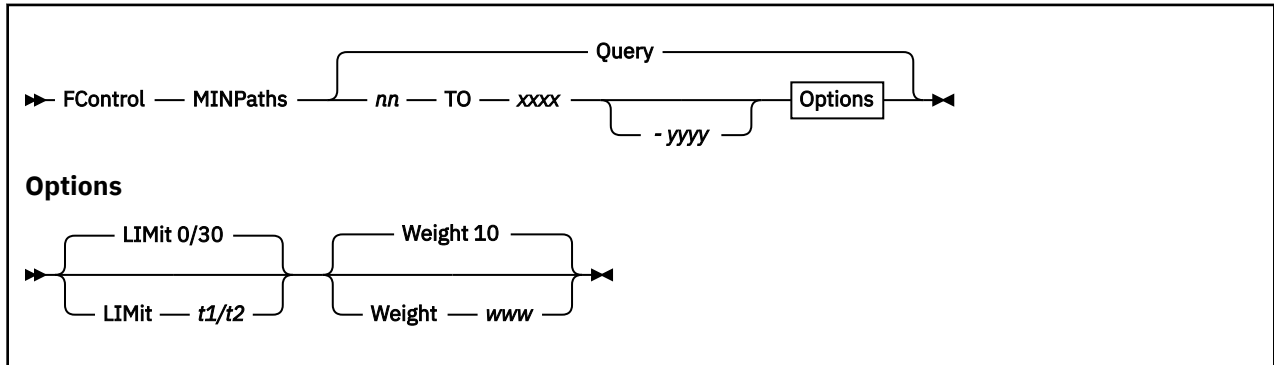 Query
FControl MINPaths nn TO xxxx Options
- yyyy
Options
LIMit 0/30 Weight 10
LIMit t1/t2 Weight www